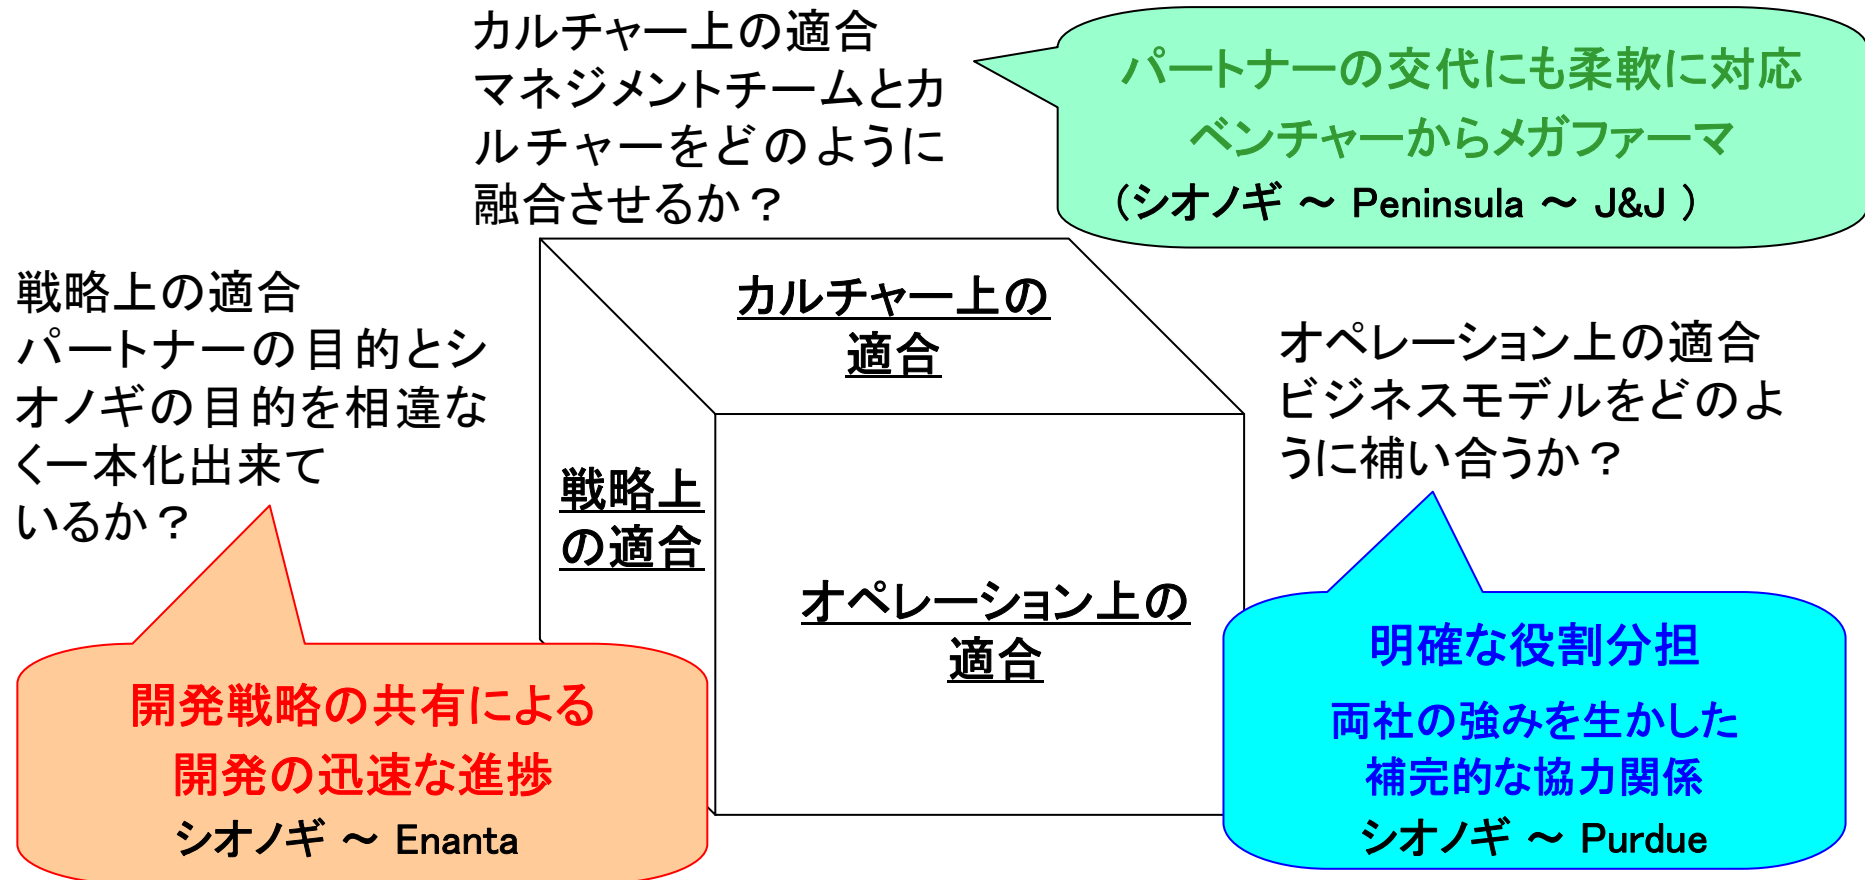 カルチャー上の適合
マネジメントチームとカ
ルチャーをどのように
融合させるか？
パートナーの交代にも柔軟に対応
ベンチャーからメガファーマ
（シオノギ ～ Peninsula ～ J&J ）
戦略上の適合
パートナーの目的とシ
オノギの目的を相違な
く一本化出来て
いるか？
カルチャー上の
適合
オペレーション上の適合
ビジネスモデルをどのよ
うに補い合うか？
戦略上
の適合
オペレーション上の
適合
開発戦略の共有による
開発の迅速な進捗
シオノギ ～ Enanta
明確な役割分担
両社の強みを生かした
補完的な協力関係
シオノギ ～ Purdue